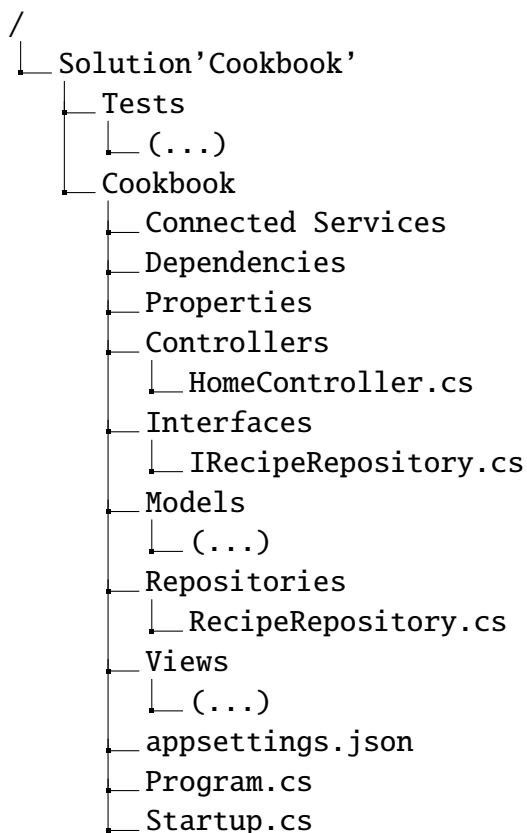 /
Solution'Cookbook'
Tests
(...)
Cookbook
Connected Services
Dependencies
Properties
Controllers
HomeController.cs
Interfaces
IRecipeRepository.cs
Models
(...)
Repositories
RecipeRepository.cs
Views
(...)
appsettings.json
Program.cs
Startup.cs